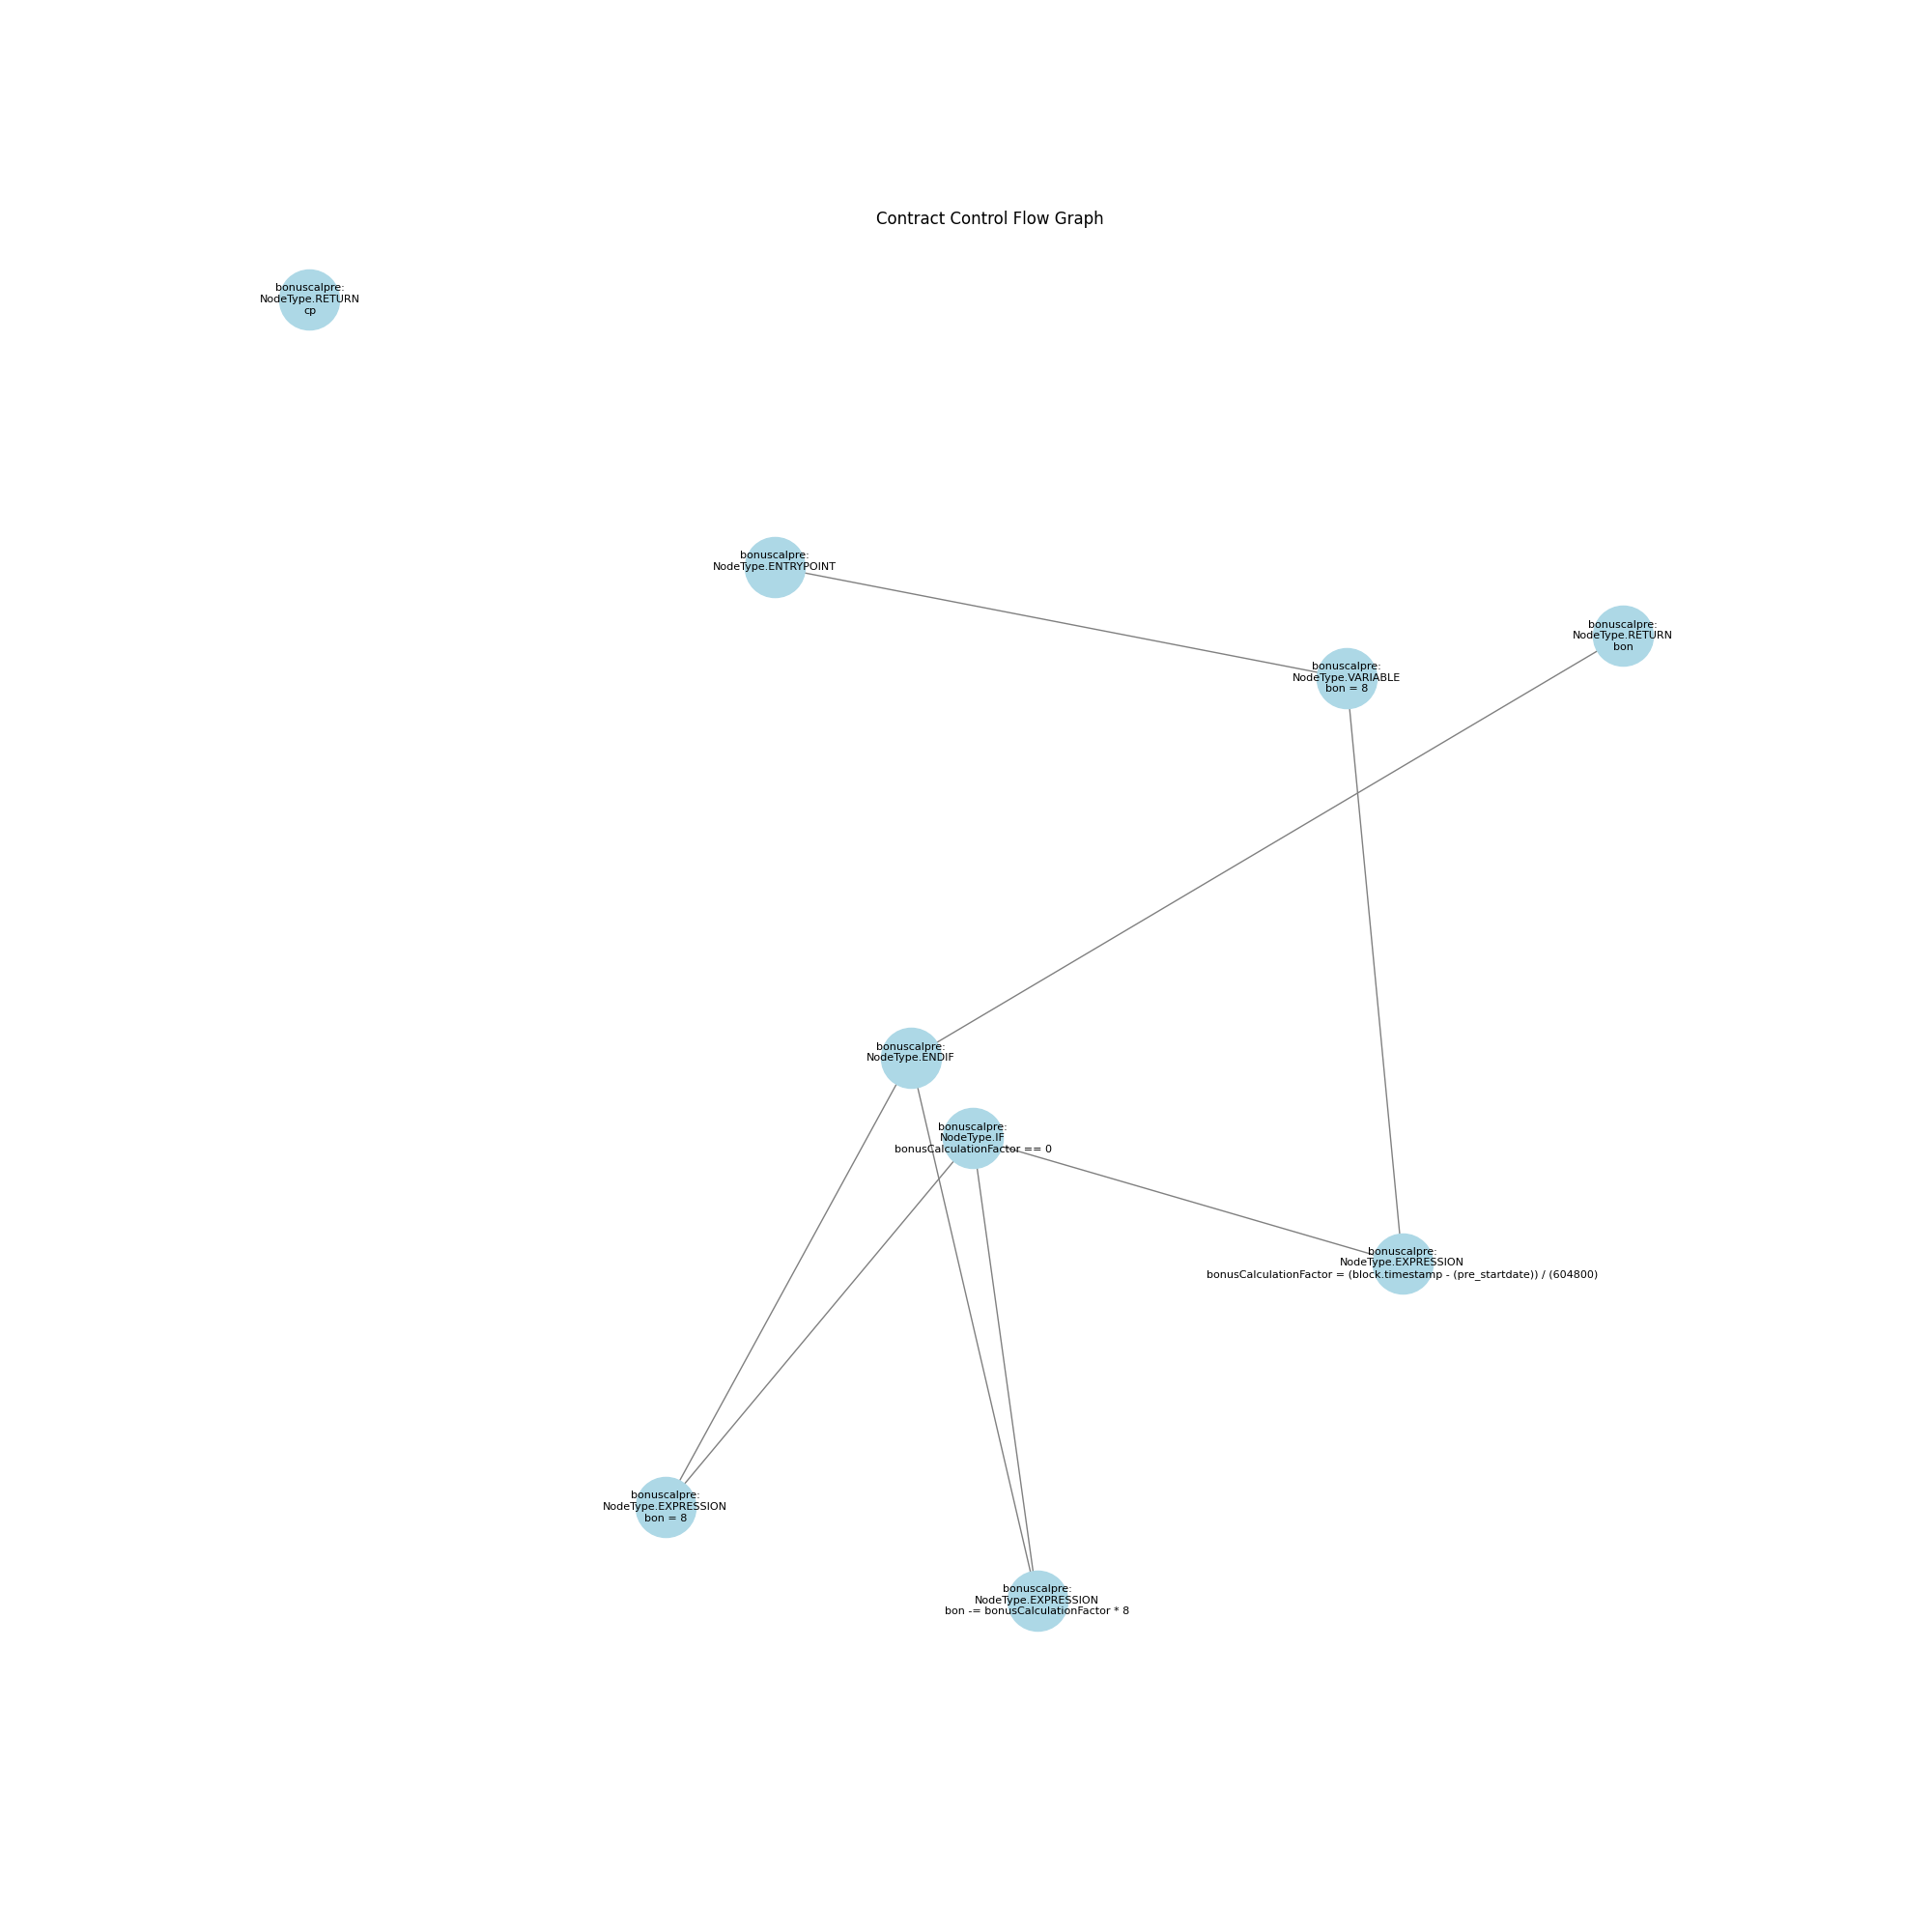 Contract Control Flow Graph
bonuscalpre:
NodeType.RETURN
cp
bonuscalpre:
NodeType.ENTRYPOINT
bonuscalpre:
NodeType.RETURN
bon
bonuscalpre:
NodeType.VARIABLE
bon = 8
bonuscalpre:
NodeType.ENDIF
bonuscalpre:
NodeType.IF
bonusCalculationFactor == 0
bonuscalpre:
NodeType.EXPRESSION
bonusCalculationFactor = (block.timestamp - (pre_startdate)) / (604800)
bonuscalpre:
NodeType.EXPRESSION
bon = 8
bonuscalpre:
NodeType.EXPRESSION
bon -= bonusCalculationFactor * 8